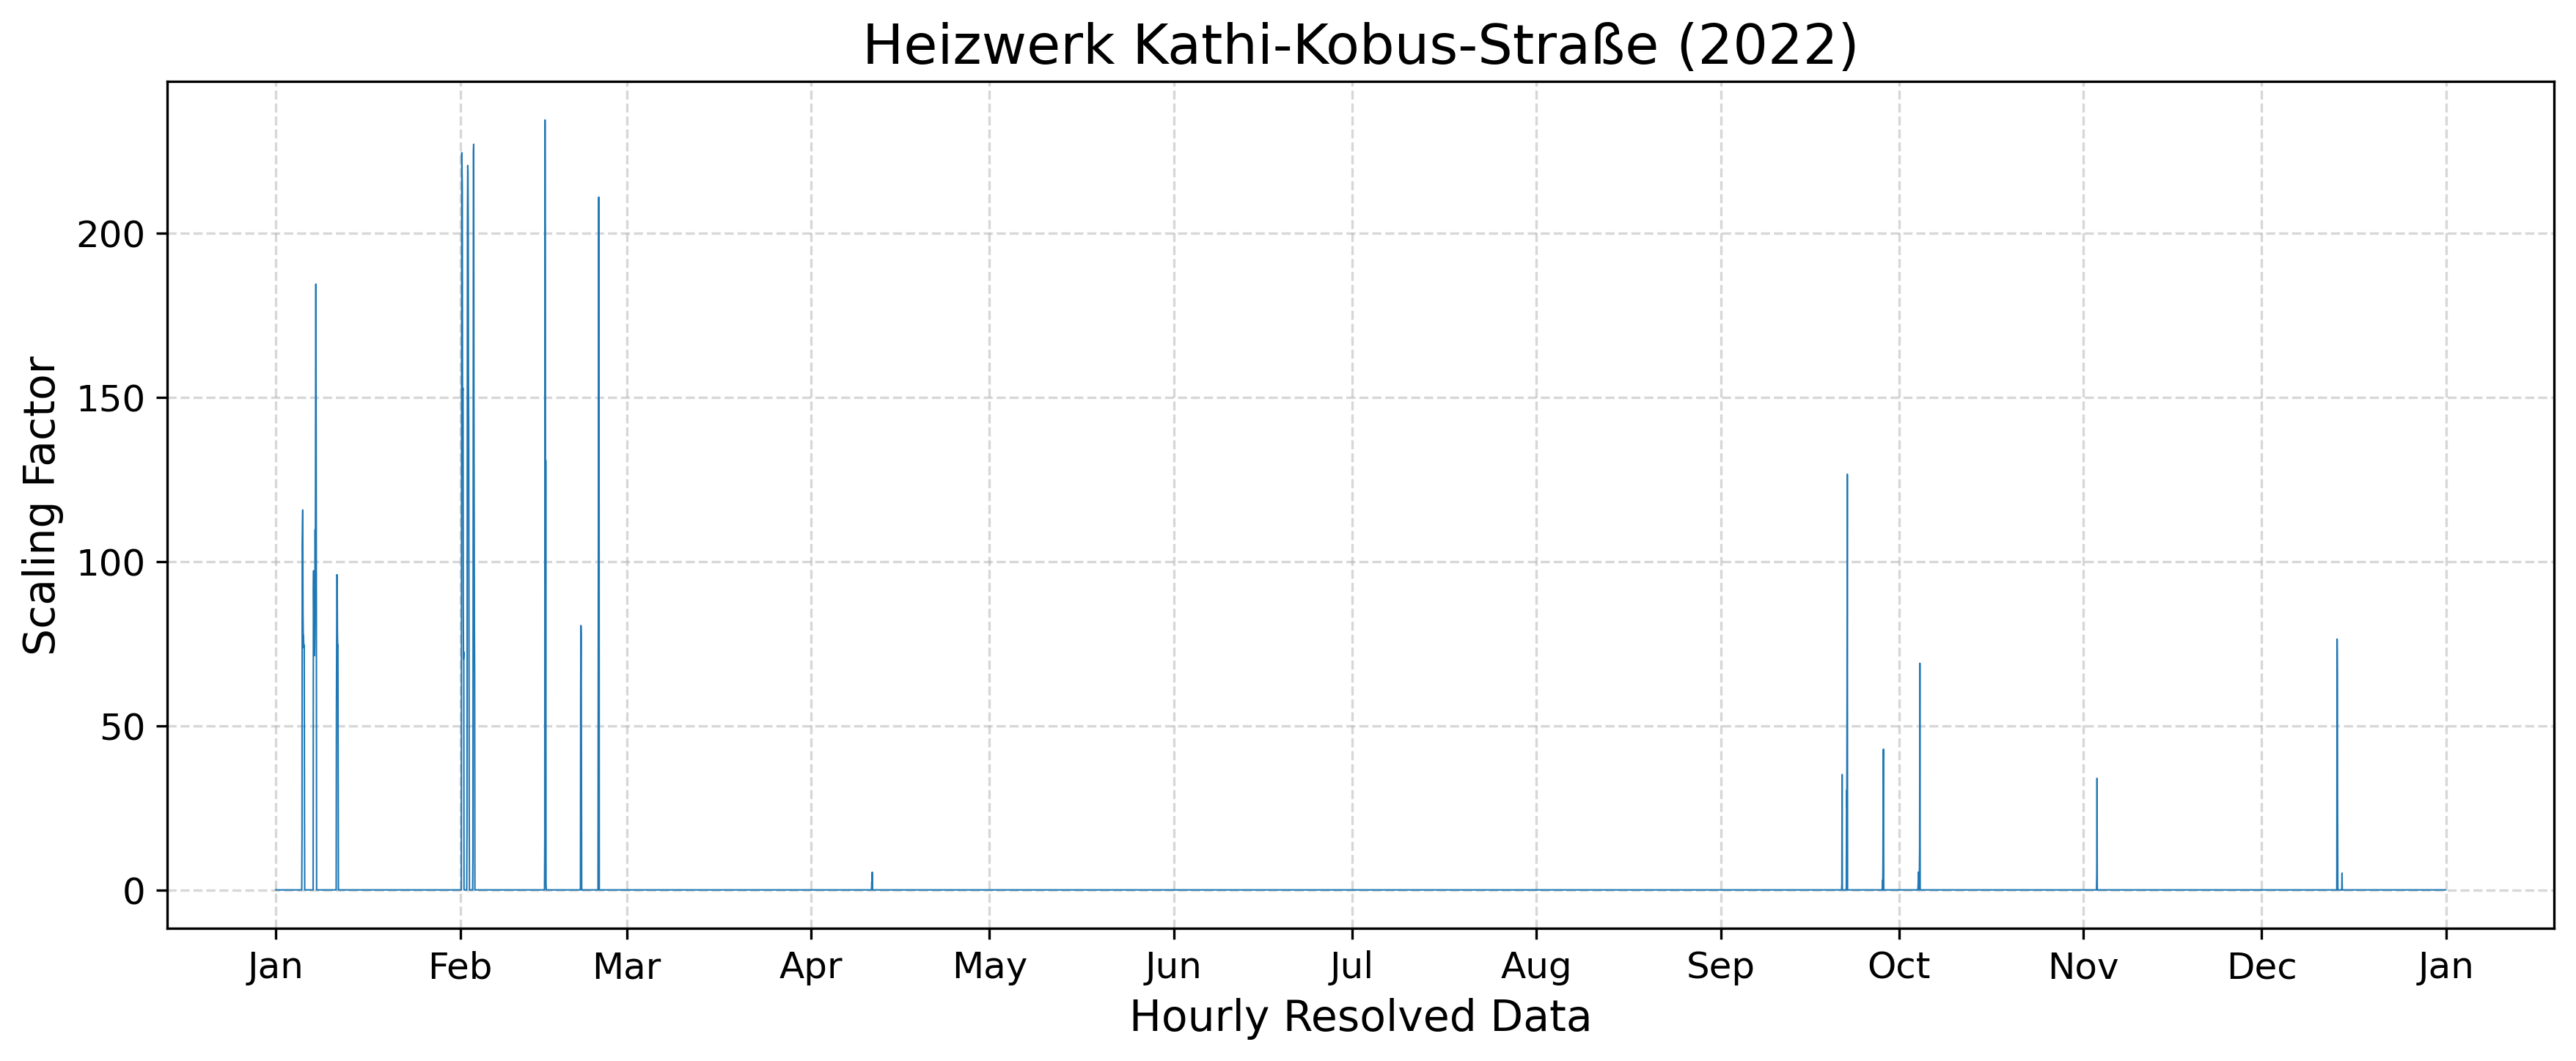 Heizwerk Kathi-Kobus-Straße (2022)
Scaling Factor
200
150
100
50
0
Jan Feb Mar Apr May Jun Jul Aug Sep Oct Nov Dec Jan
Hourly Resolved Data